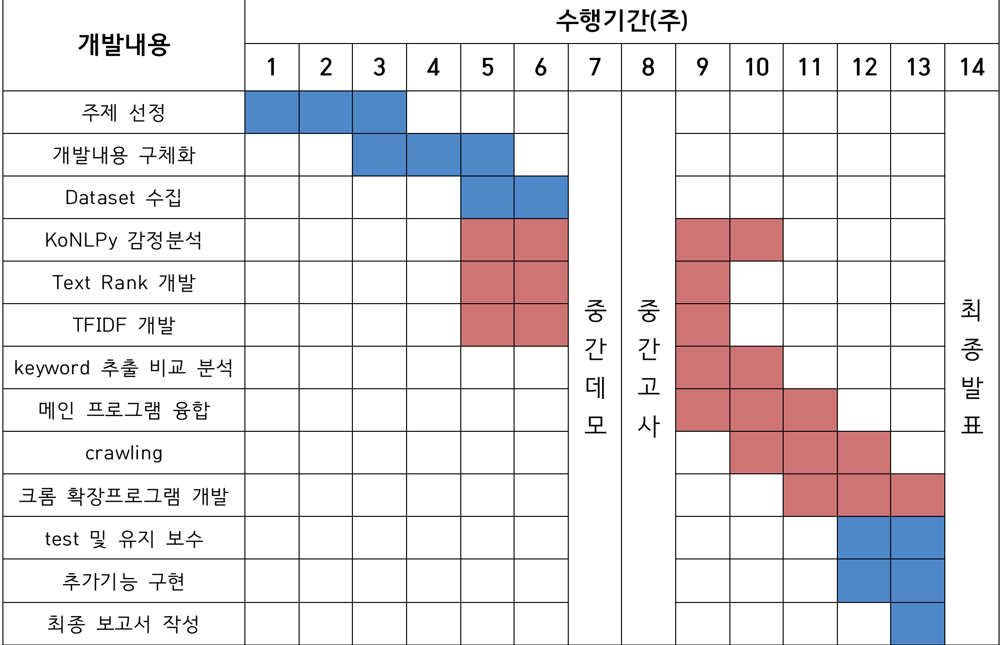 개발내용
수행기간(주)
1 2 3 4 5 6 7 8 9 10 11 12 13 14
주제 선정
개발내용 구체화
Dataset 수집
KoNLPy 감정분석
Text Rank 개발
TFIDF 개발
keyword 추출 비교 분석
메인 프로그램 융합
crawling
크롬 확장프로그램 개발
test 및 유지 보수
추가기능 구현
최종 보고서 작성
중간데모
중간고사
최종발표